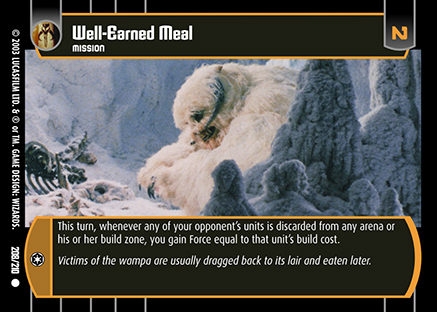 Well-Earned Meal
MISSION
N
This turn, whenever any of your opponent's units is discarded from any arena or
his or her build zone, you gain Force equal to that unit's build cost.
Victims of the wampa are usually dragged back to its lair and eaten later.
© 2003 LUCASFILM LTD. & ® or TM. GAME DESIGN: WIZARDS.
208/210